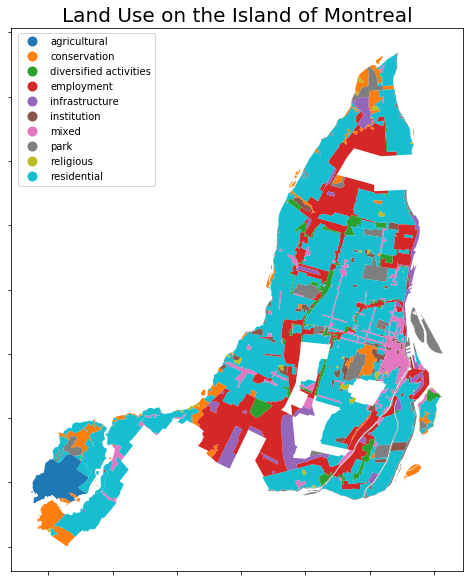 Land Use on the Island of Montreal
agricultural
conservation
diversified activities
employment
infrastructure
institution
mixed
park
religious
residential